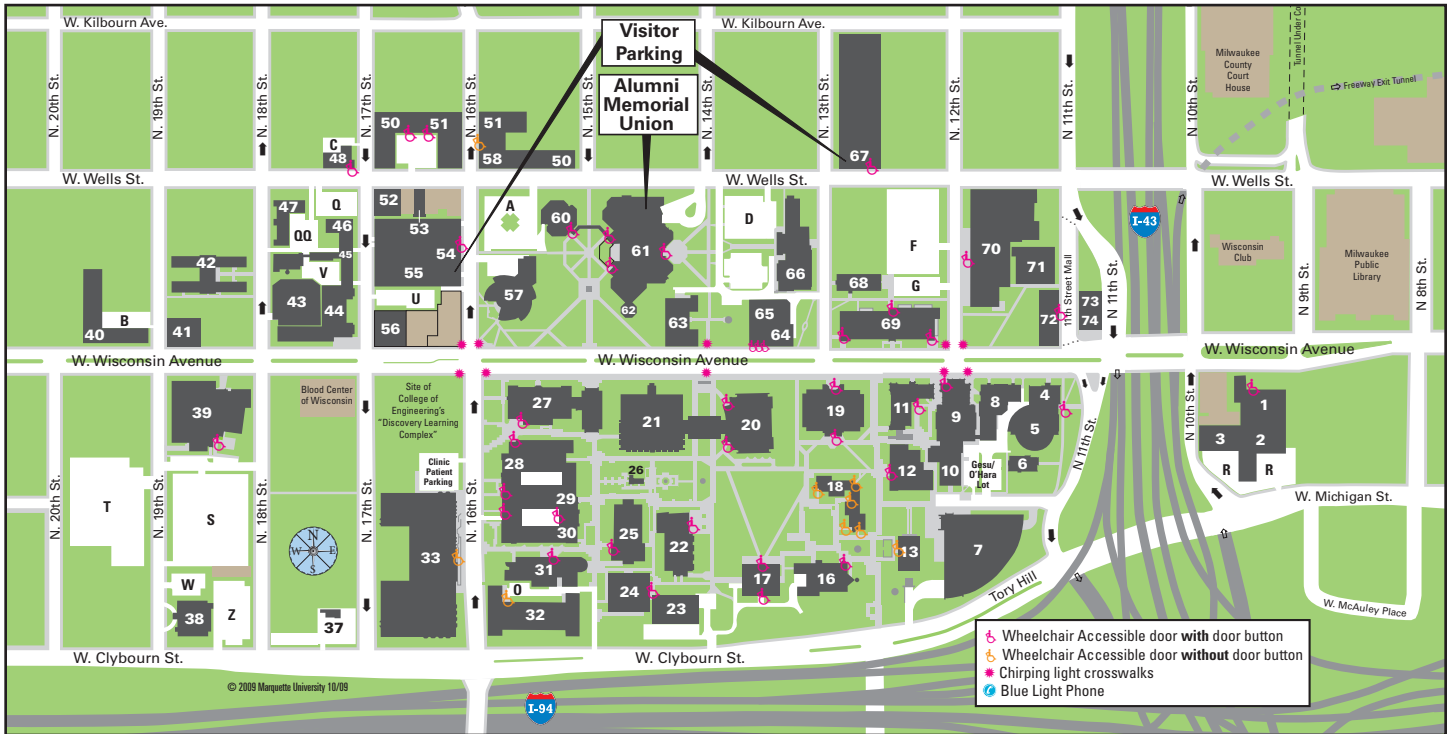 W. Kilbourn Ave.
W. Kilbourn Ave.
Visitor
Parking
Alumni
Memorial
Union
N. 20th St.
N. 19th St.
N. 18th St.
N. 17th St.
N. 16th St.
N. 15th St.
N. 14th St.
N. 13th St.
N. 12th St.
N. 11th St.
N. 10th St.
Milwaukee
County
Court
House
Tunnel Under Co
Freeway Exit Tunnel
50
51
51
58
50
C
48
67
W. Wells St.
W. Wells St.
W. Wells St.
47
Q
46
QQ
45
V
42
43
44
40
B
41
52
53
54
55
U
56
A
60
57
61
62
63
D
66
65
64
F
68
G
69
70
71
72
11th Street Mall
73
74
N. 11th St.
I-43
Wisconsin
Club
Milwaukee
Public
Library
N. 9th St.
N. 8th St.
W. Wisconsin Avenue
W. Wisconsin Avenue
W. Wisconsin Avenue
39
Blood Center
of Wisconsin
Site of
College of
Engineering's
"Discovery Learning
Complex"
Clinic
Patient
Parking
27
21
20
19
11
9
8
4
5
10
6
12
Gesu/
O'Hara
Lot
28
29
30
26
25
22
18
13
7
33
31
O
32
24
23
17
16
T
S
W
38
Z
37
N
W
E
S
N. 20th St.
N. 19th St.
N. 18th St.
N. 17th St.
N. 16th St.
N 11th St.
N 10th St.
1
3
2
R
R
W. Michigan St.
Tory Hill
W. McAuley Place
W. Clybourn St.
W. Clybourn St.
© 2009 Marquette University 10/09
I-94
Wheelchair Accessible door with door button
Wheelchair Accessible door without door button
Chirping light crosswalks
Blue Light Phone